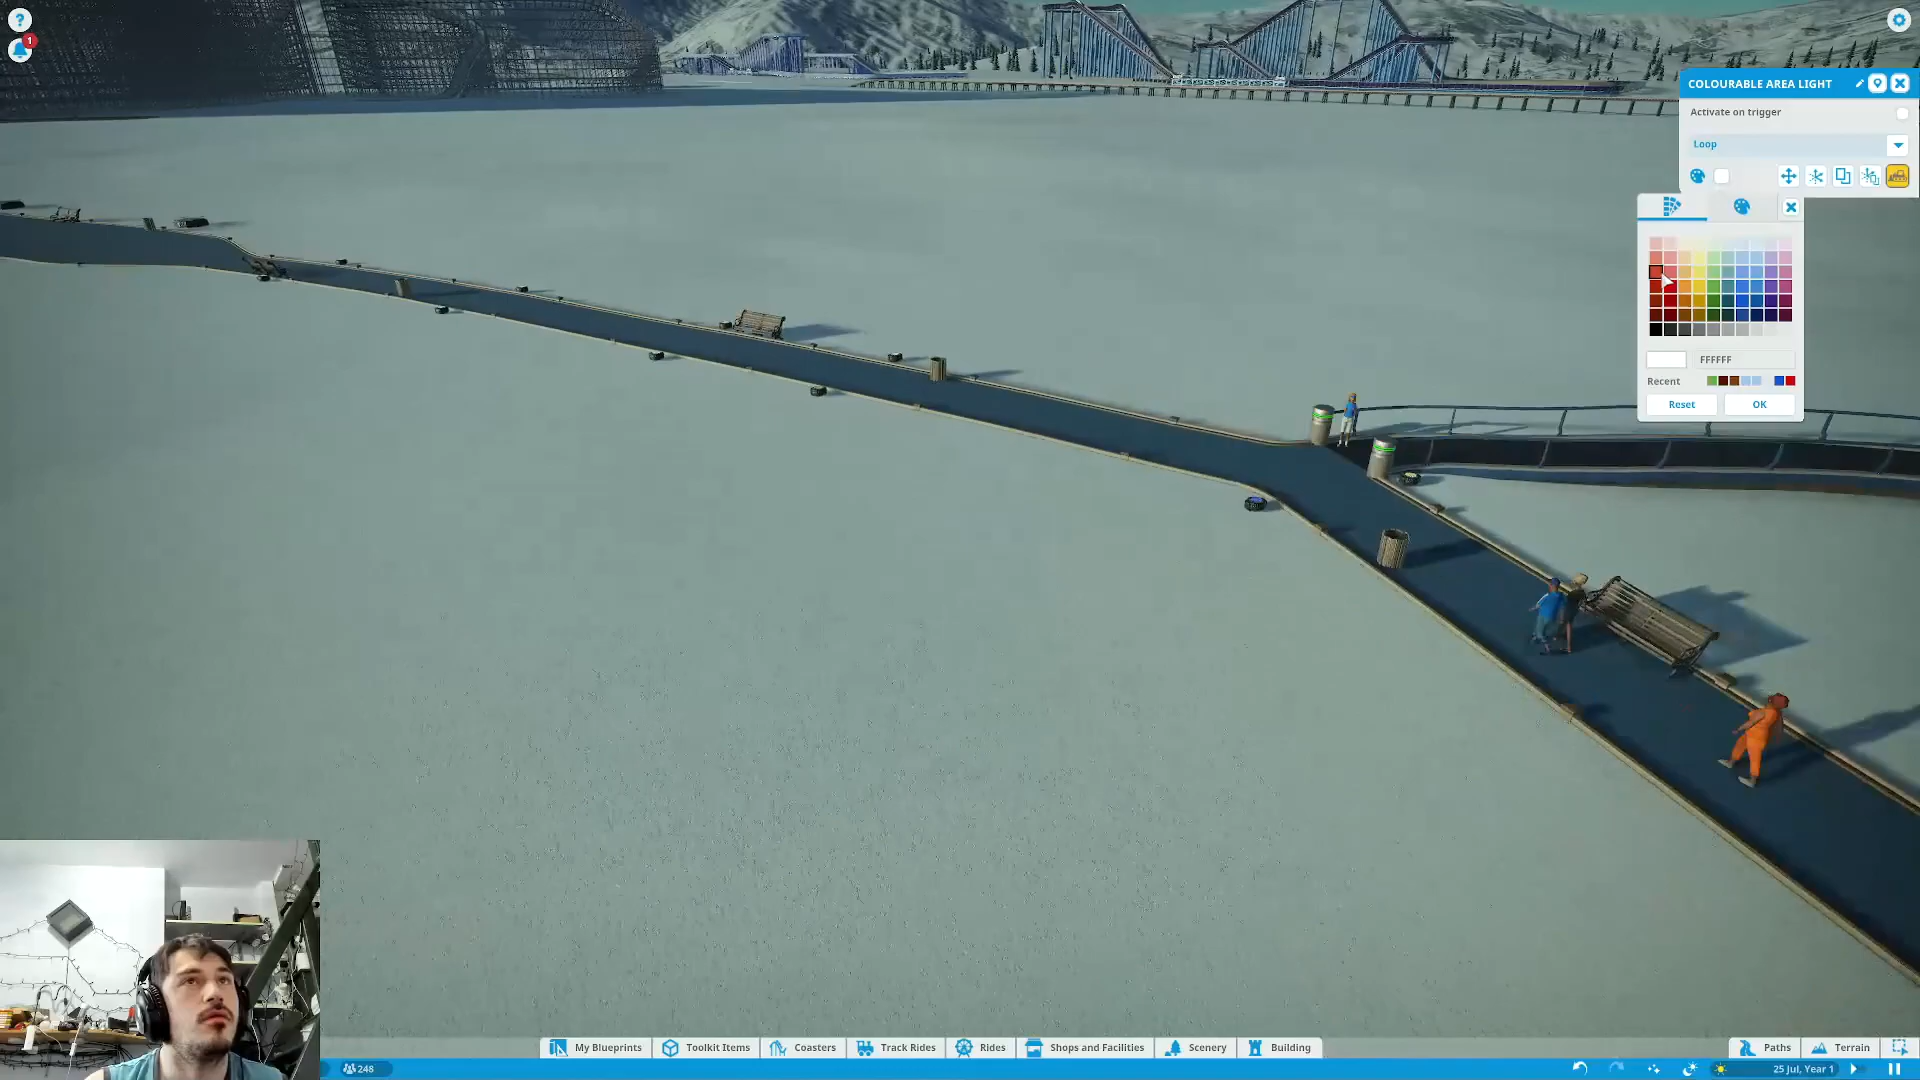 ?
1
COLOURABLE AREA LIGHT
Activate on trigger
Loop
FFFFFF
Recent
Reset
OK
My Blueprints
Toolkit Items
Coasters
Track Rides
Rides
Shops and Facilities
Scenery
Building
Paths
Terrain
248
25 Jul, Year 1